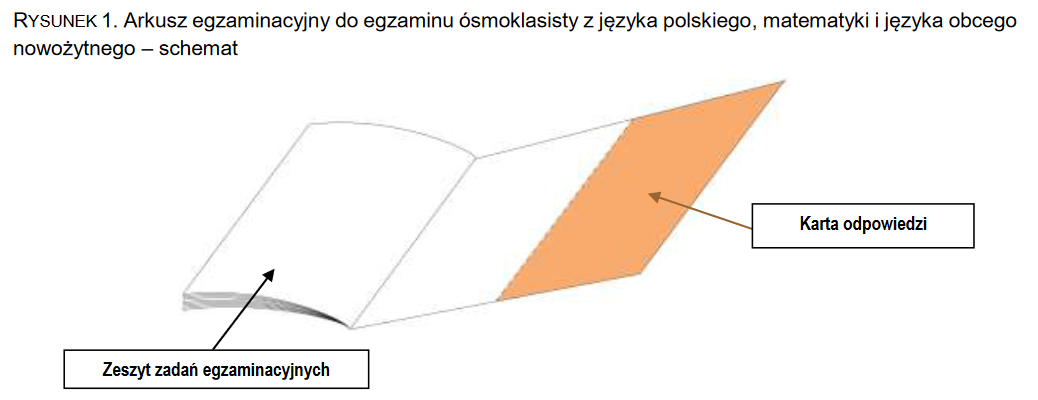 RYSUNEK 1. Arkusz egzaminacyjny do egzaminu ósmoklasisty z języka polskiego, matematyki i języka obcego
nowożytnego – schemat
Karta odpowiedzi
Zeszyt zadań egzaminacyjnych